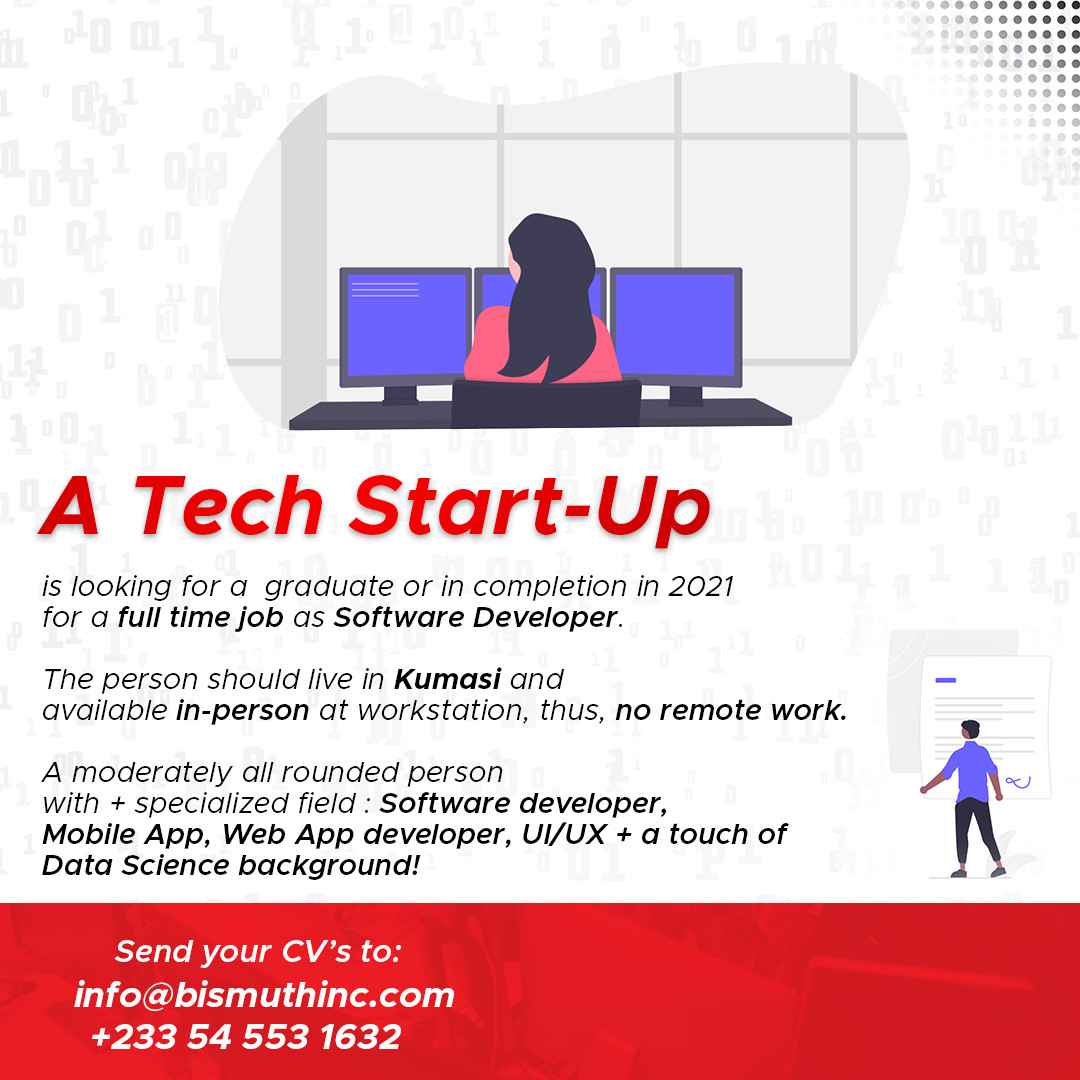 A Tech Start-Up
is looking for a  graduate or in completion in 2021
for a full time job as Software Developer.
The person should live in Kumasi and
available in-person at workstation, thus, no remote work.
A moderately all rounded person
with + specialized field : Software developer,
Mobile App, Web App developer, UI/UX + a touch of
Data Science background!
Send your CV’s to:
info@bismuthinc.com
+233 54 553 1632